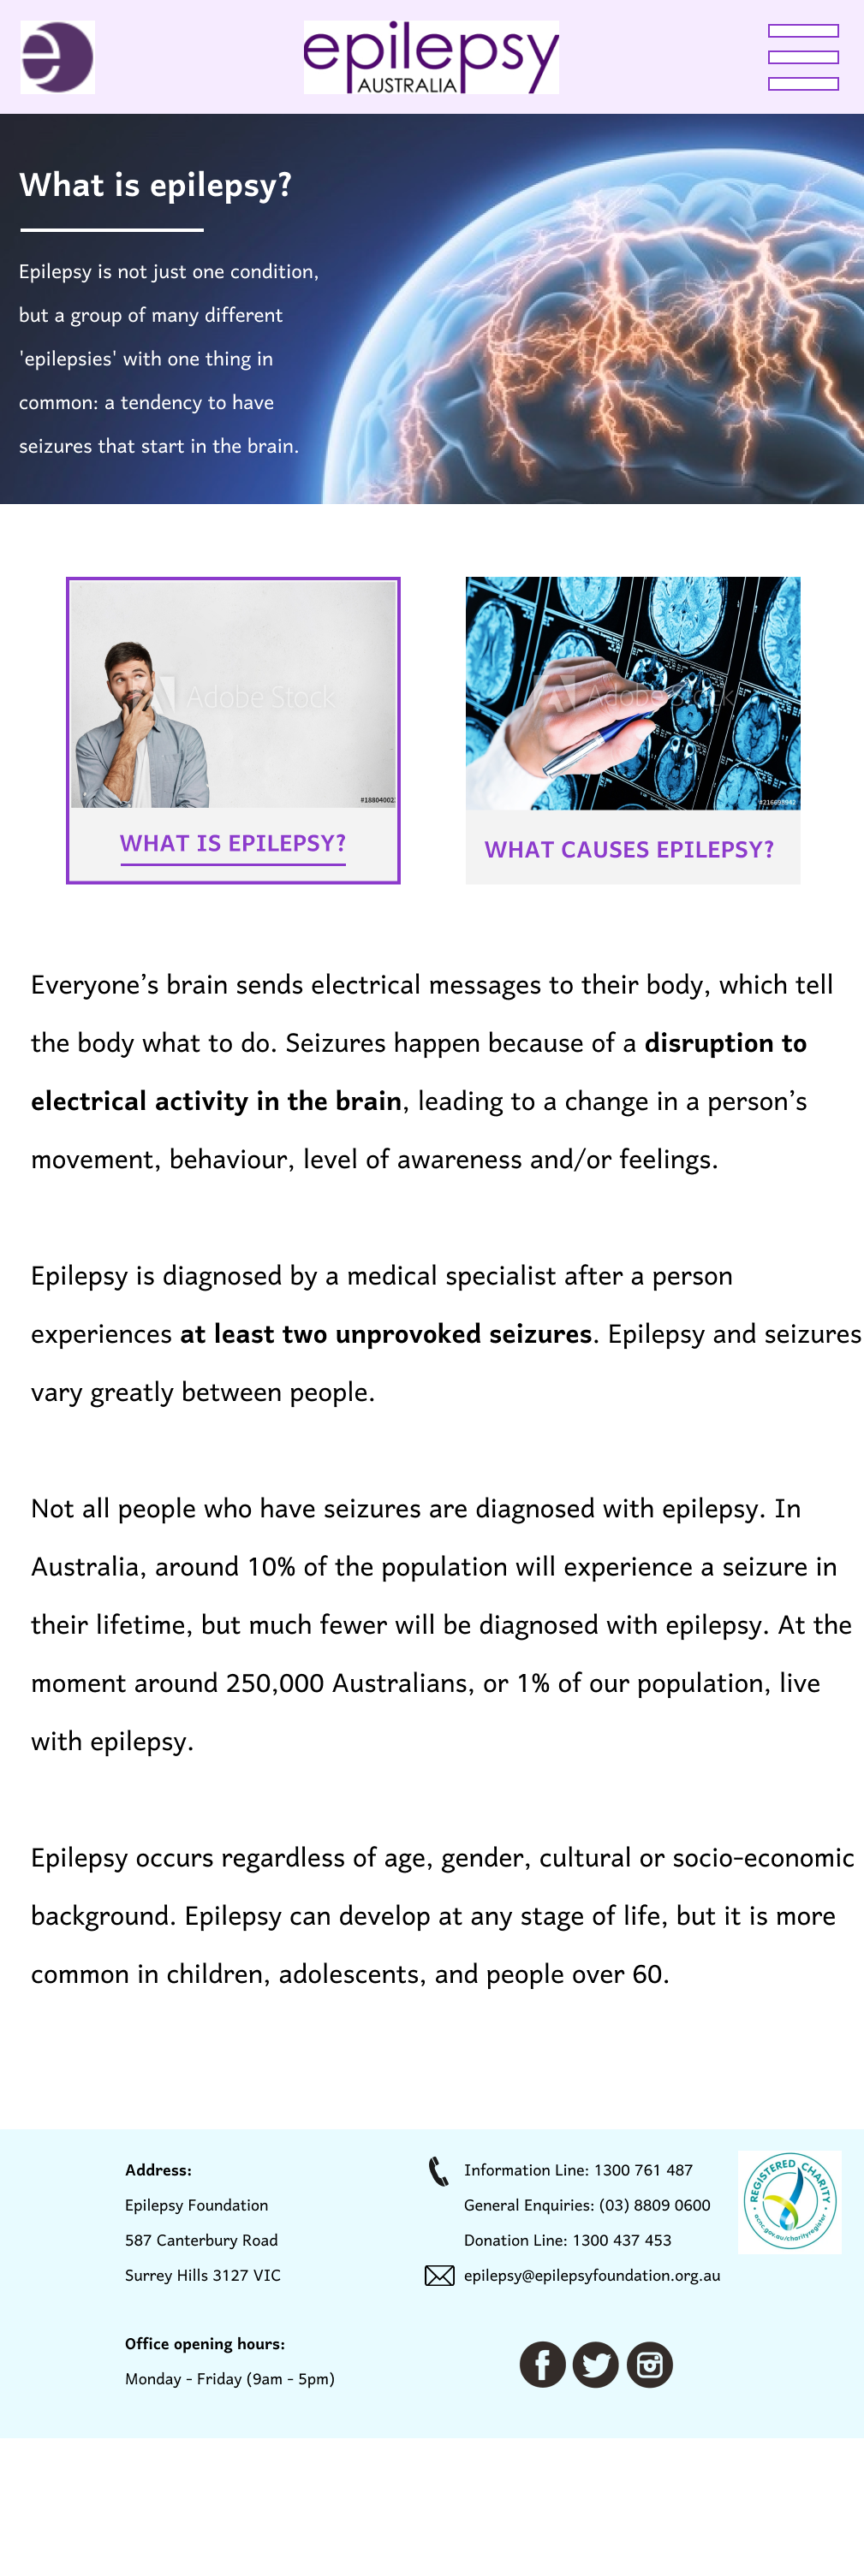 epilepsy
AUSTRALIA
What is epilepsy?
Epilepsy is not just one condition,
but a group of many different
'epilepsies' with one thing in
common: a tendency to have
seizures that start in the brain.
Adobe Stock
WHAT IS EPILEPSY?
Adobe Stock
WHAT CAUSES EPILEPSY?
Everyone’s brain sends electrical messages to their body, which tell
the body what to do. Seizures happen because of a disruption to
electrical activity in the brain, leading to a change in a person’s
movement, behaviour, level of awareness and/or feelings.
Epilepsy is diagnosed by a medical specialist after a person
experiences at least two unprovoked seizures. Epilepsy and seizures
vary greatly between people.
Not all people who have seizures are diagnosed with epilepsy. In
Australia, around 10% of the population will experience a seizure in
their lifetime, but much fewer will be diagnosed with epilepsy. At the
moment around 250,000 Australians, or 1% of our population, live
with epilepsy.
Epilepsy occurs regardless of age, gender, cultural or socio-economic
background. Epilepsy can develop at any stage of life, but it is more
common in children, adolescents, and people over 60.
Address:
Epilepsy Foundation
587 Canterbury Road
Surrey Hills 3127 VIC
Office opening hours:
Monday - Friday (9am - 5pm)
Information Line: 1300 761 487
General Enquiries: (03) 8809 0600
Donation Line: 1300 437 453
epilepsy@epilepsyfoundation.org.au
REGISTERED CHARITY
acnc.gov.au/charityregister